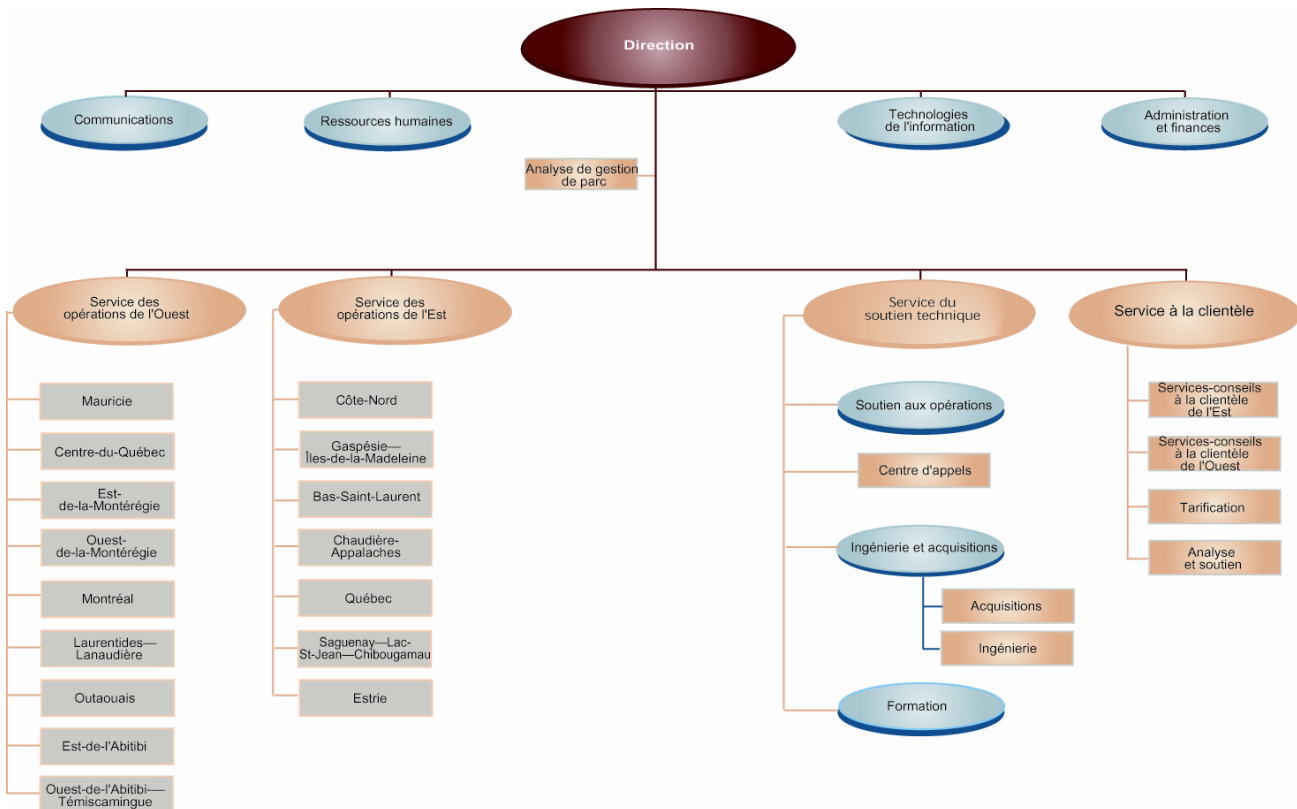 Direction
Communications
Ressources humaines
Technologies
de l'information
Administration
et finances
Analyse de gestion
de parc
Service des
opérations de l'Ouest
Service des
opérations de l'Est
Service du
soutien technique
Service à la clientèle
Mauricie
Centre-du-Québec
Est-
de-la-Montérégie
Ouest-
de-la-Montérégie
Montréal
Laurentides—
Lanaudière
Outaouais
Est-de-l'Abitibi
Ouest-de-l'Abitibi-—
Témiscamingue
Côte-Nord
Gaspésie—
Îles-de-la-Madeleine
Bas-Saint-Laurent
Chaudière-
Appalaches
Québec
Saguenay—Lac-
St-Jean—Chibougamau
Estrie
Soutien aux opérations
Centre d'appels
Ingénierie et acquisitions
Acquisitions
Ingénierie
Formation
Services-conseils
à la clientèle
de l'Est
Services-conseils
à la clientèle
de l'Ouest
Tarification
Analyse
et soutien